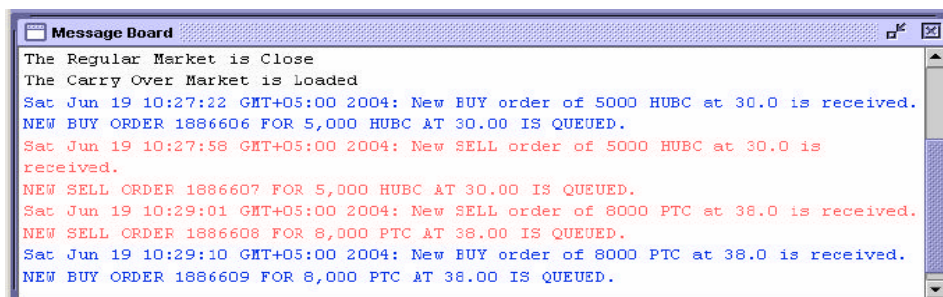 Message Board
The Regular Market is Close
The Carry Over Market is Loaded
Sat Jun 19 10:27:22 GMT+05:00 2004: New BUY order of 5000 HUBC at 30.0 is received.
NEW BUY ORDER 1886606 FOR 5,000 HUBC AT 30.00 IS QUEUED.
Sat Jun 19 10:27:58 GMT+05:00 2004: New SELL order of 5000 HUBC at 30.0 is
received.
NEW SELL ORDER 1886607 FOR 5,000 HUBC AT 30.00 IS QUEUED.
Sat Jun 19 10:29:01 GMT+05:00 2004: New SELL order of 8000 PTC at 38.0 is received.
NEW SELL ORDER 1886608 FOR 8,000 PTC AT 38.00 IS QUEUED.
Sat Jun 19 10:29:10 GMT+05:00 2004: New BUY order of 8000 PTC at 38.0 is received.
NEW BUY ORDER 1886609 FOR 8,000 PTC AT 38.00 IS QUEUED.